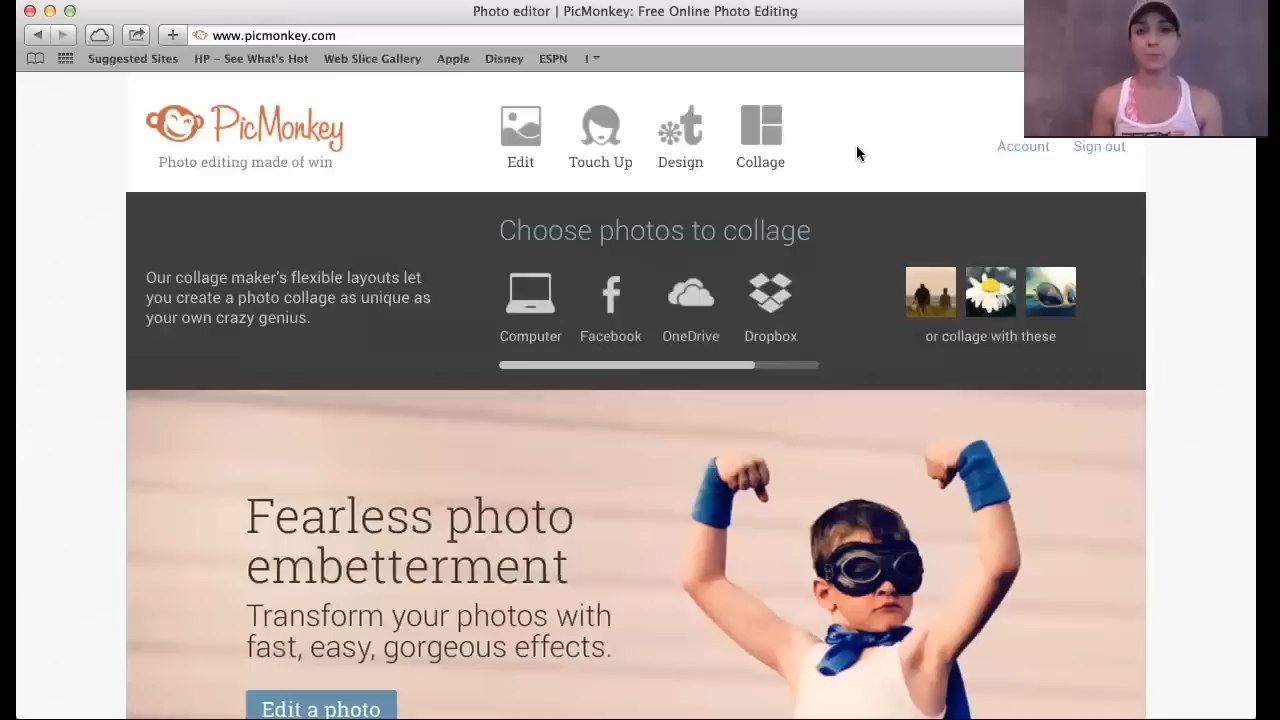 Photo editor | PicMonkey: Free Online Photo Editing
www.picmonkey.com
Suggested Sites HP – See What's Hot Web Slice Gallery Apple Disney ESPN !
PicMonkey
Photo editing made of win
Edit Touch Up Design Collage
Account Sign out
Choose photos to collage
Our collage maker's flexible layouts let
you create a photo collage as unique as
your own crazy genius.
Computer Facebook OneDrive Dropbox
or collage with these
Fearless photo
embetterment
Transform your photos with
fast, easy, gorgeous effects.
Edit a photo